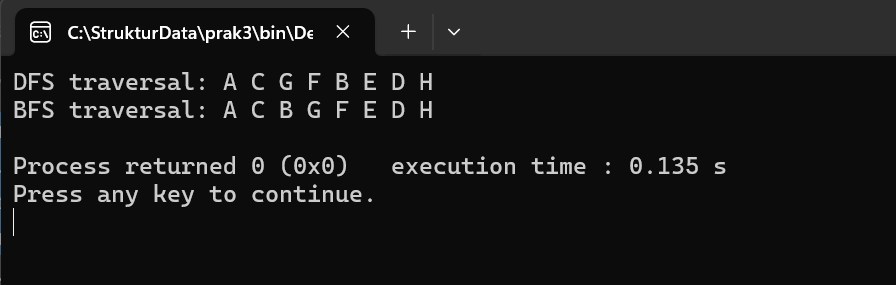 C:\StrukturData\prak3\bin\De
DFS traversal: A C G F B E D H
BFS traversal: A C B G F E D H
Process returned 0 (0x0)   execution time : 0.135 s
Press any key to continue.